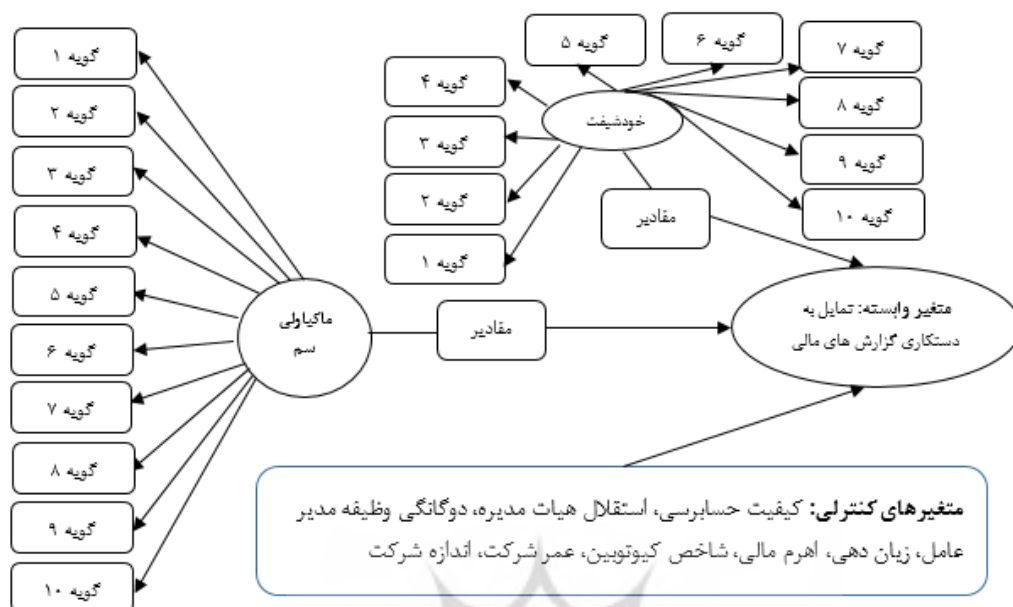 گویه ۵
گویه ۶
گویه ۷
گویه ۴
گویه ۸
خودشیفت
گویه ۳
گویه ۹
گویه ۲
گویه ۱۰
گویه ۱
مقادیر
گویه ۱
گویه ۲
گویه ۳
گویه ۴
گویه ۵
گویه ۶
گویه ۷
گویه ۸
گویه ۹
گویه ۱۰
ماکیاولی
سم
مقادیر
متغیر وابسته: تمایل به
دستکاری گزارش های مالی
متغیرهای کنترلی: کیفیت حسابرسی، استقلال هیات مدیره، دوگانگی وظیفه مدیر
عامل، زیان دهی، اهرم مالی، شاخص کیوتوبین، عمر شرکت، اندازه شرکت